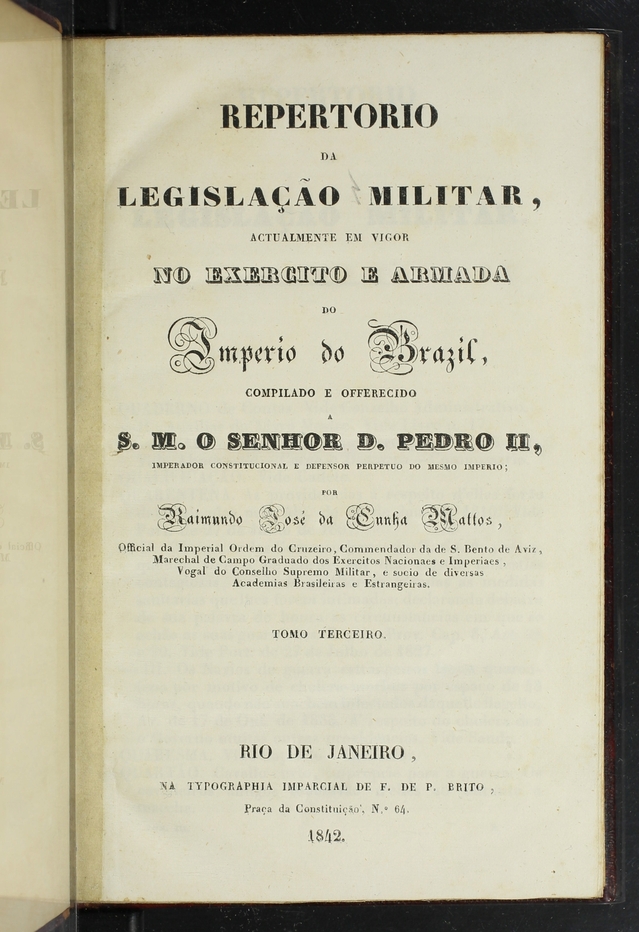 REPERTORIO
DA
LEGISLAÇÃO MILITAR,
ACTUALMENTE EM VIGOR
NO EXERCITO E ARMADA
DO
Imperio do Brazil,
COMPILADO E OFFERECIDO
A
S. M. O SENHOR D. PEDRO II,
IMPERADOR CONSTITUCIONAL E DEFENSOR PERPETUO DO MESMO IMPERIO;
POR
Raimundo José da Cunha Mattos,
Official da Imperial Ordem do Cruzeiro, Commendador da de S. Bento de Aviz,
Marechal de Campo Graduado dos Exercitos Nacionaes e Imperiaes,
Vogal do Conselho Supremo Militar, e socio de diversas
Academias Brasileiras e Estrangeiras.
TOMO TERCEIRO.
RIO DE JANEIRO,
NA TYPOGRAPHIA IMPARCIAL DE F. DE P. BRITO,
Praça da Constituição, N.º 64.
1842.